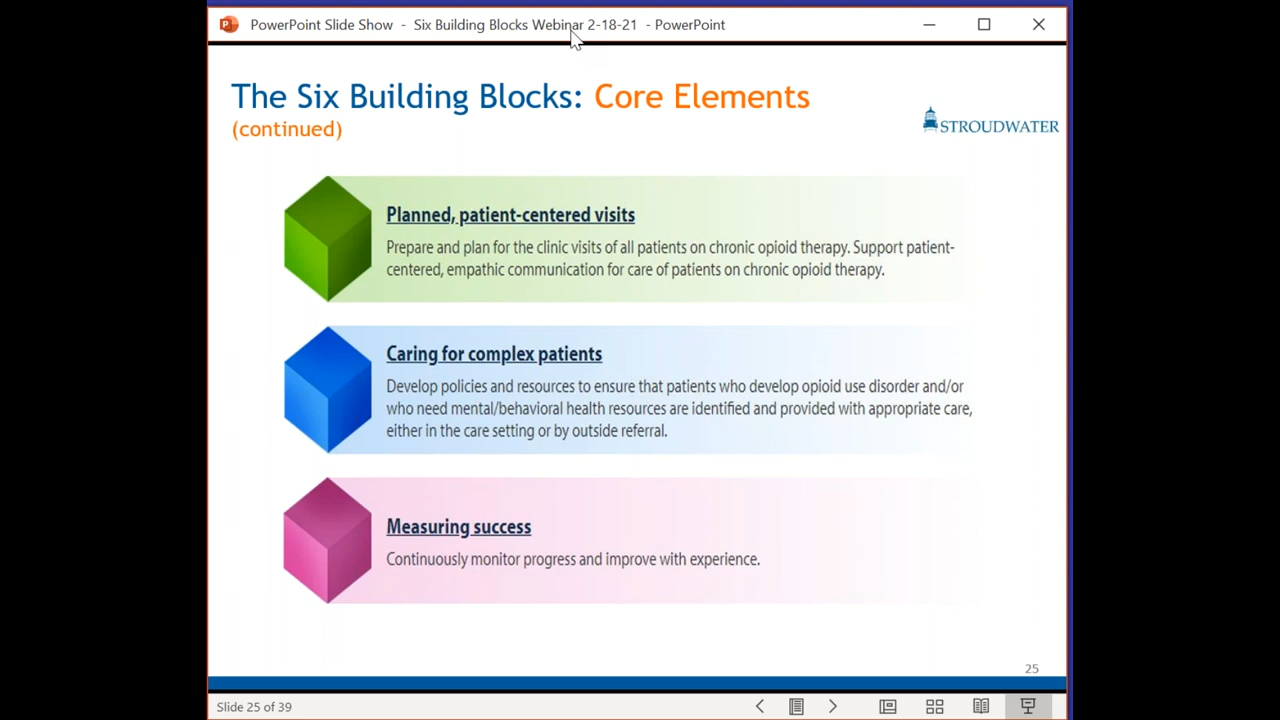 PowerPoint Slide Show - Six Building Blocks Webinar 2-18-21 - PowerPoint
The Six Building Blocks: Core Elements
(continued)
STROUDWATER
Planned, patient-centered visits
Prepare and plan for the clinic visits of all patients on chronic opioid therapy. Support patient-
centered, empathic communication for care of patients on chronic opioid therapy.
Caring for complex patients
Develop policies and resources to ensure that patients who develop opioid use disorder and/or
who need mental/behavioral health resources are identified and provided with appropriate care,
either in the care setting or by outside referral.
Measuring success
Continuously monitor progress and improve with experience.
25
Slide 25 of 39